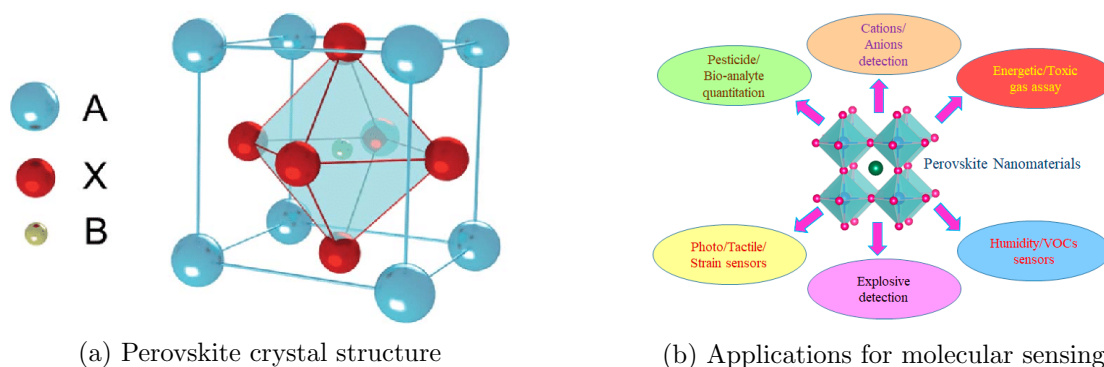 A
X
B
(a) Perovskite crystal structure
Cations/
Anions
detection
Pesticide/
Bio-analyte
quantitation
Energetic/Toxic
gas assay
Perovskite Nanomaterials
Photo/Tactile/
Strain sensors
Humidity/VOCs
sensors
Explosive
detection
(b) Applications for molecular sensing